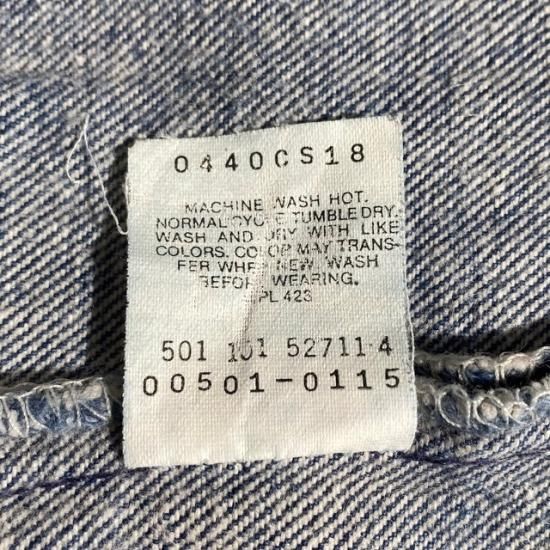 0440CS18
MACHINE WASH HOT.
NORMAL CYCLE TUMBLE DRY.
WASH AND DRY WITH LIKE
COLORS. COLOR MAY TRANS-
FER WHEN NEW. WASH
BEFORE WEARING.
PL 423
501 101 52711-4
00501-0115